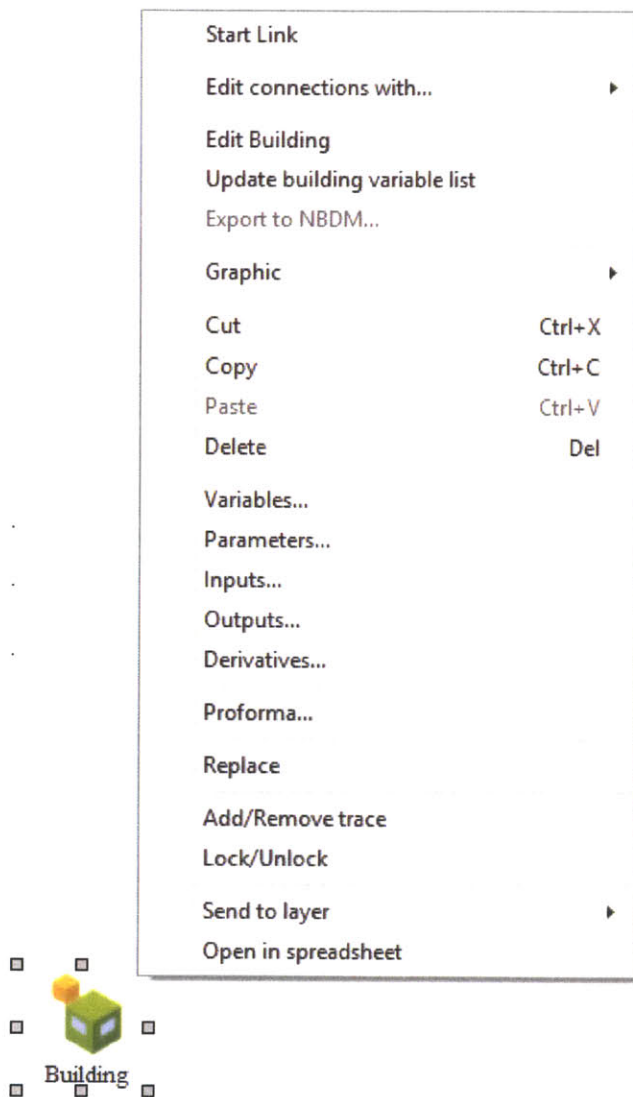 Start Link
Edit connections with...
Edit Building
Update building variable list
Export to NBDM...
Graphic
Cut Ctrl+X
Copy Ctrl+C
Paste Ctrl+V
Delete Del
Variables...
Parameters...
Inputs...
Outputs...
Derivatives...
Proforma...
Replace
Add/Remove trace
Lock/Unlock
Send to layer
Open in spreadsheet
Building